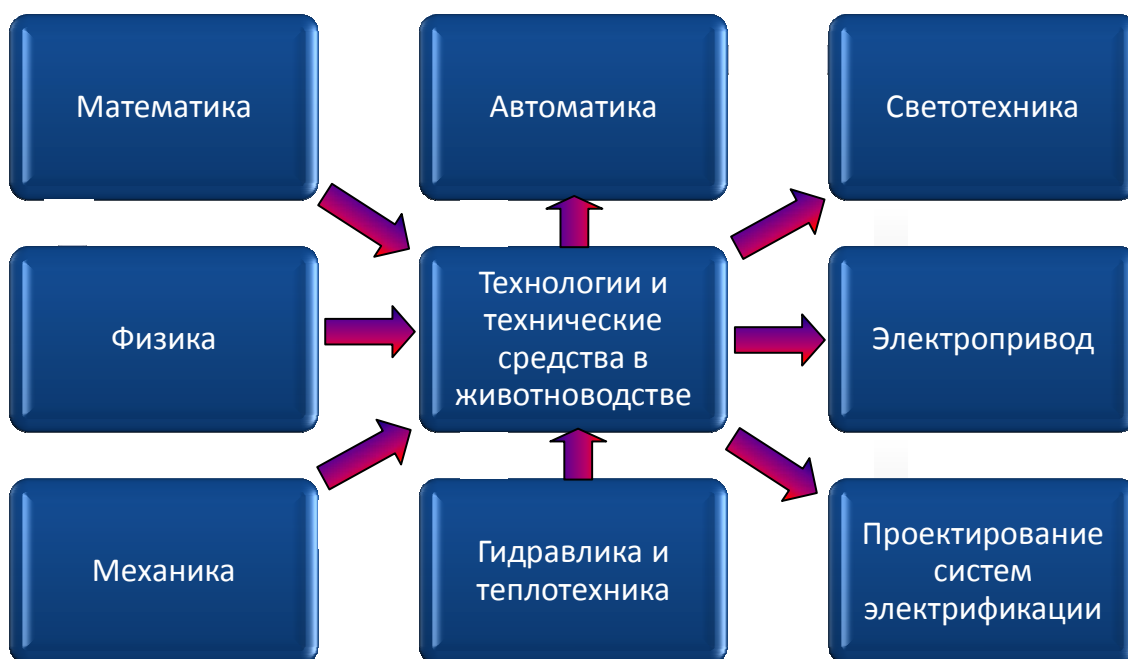 Математика
Автоматика
Светотехника
Физика
Технологии и
технические
средства в
животноводстве
Электропривод
Механика
Гидравлика и
теплотехника
Проектирование
систем
электрификации